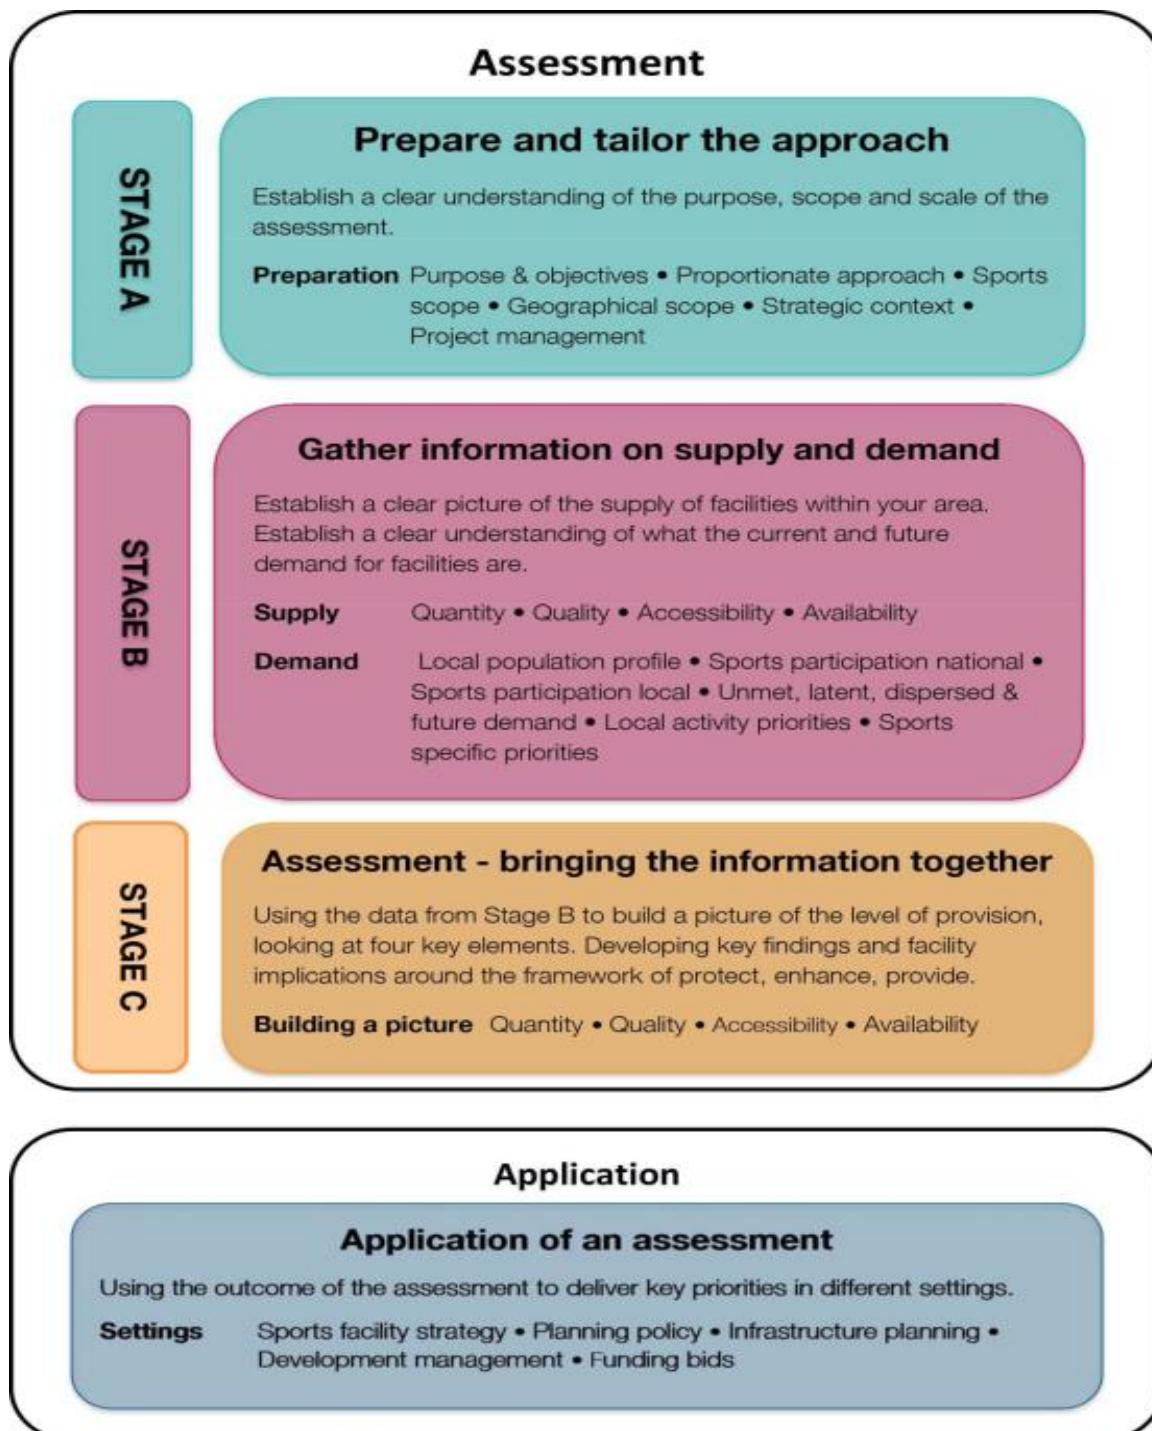 Assessment
STAGE A
Prepare and tailor the approach
Establish a clear understanding of the purpose, scope and scale of the
assessment.
Preparation Purpose & objectives • Proportionate approach • Sports
scope • Geographical scope • Strategic context •
Project management
STAGE B
Gather information on supply and demand
Establish a clear picture of the supply of facilities within your area.
Establish a clear understanding of what the current and future
demand for facilities are.
Supply Quantity • Quality • Accessibility • Availability
Demand Local population profile • Sports participation national •
Sports participation local • Unmet, latent, dispersed &
future demand • Local activity priorities • Sports
specific priorities
STAGE C
Assessment - bringing the information together
Using the data from Stage B to build a picture of the level of provision,
looking at four key elements. Developing key findings and facility
implications around the framework of protect, enhance, provide.
Building a picture Quantity • Quality • Accessibility • Availability
Application
Application of an assessment
Using the outcome of the assessment to deliver key priorities in different settings.
Settings Sports facility strategy • Planning policy • Infrastructure planning •
Development management • Funding bids